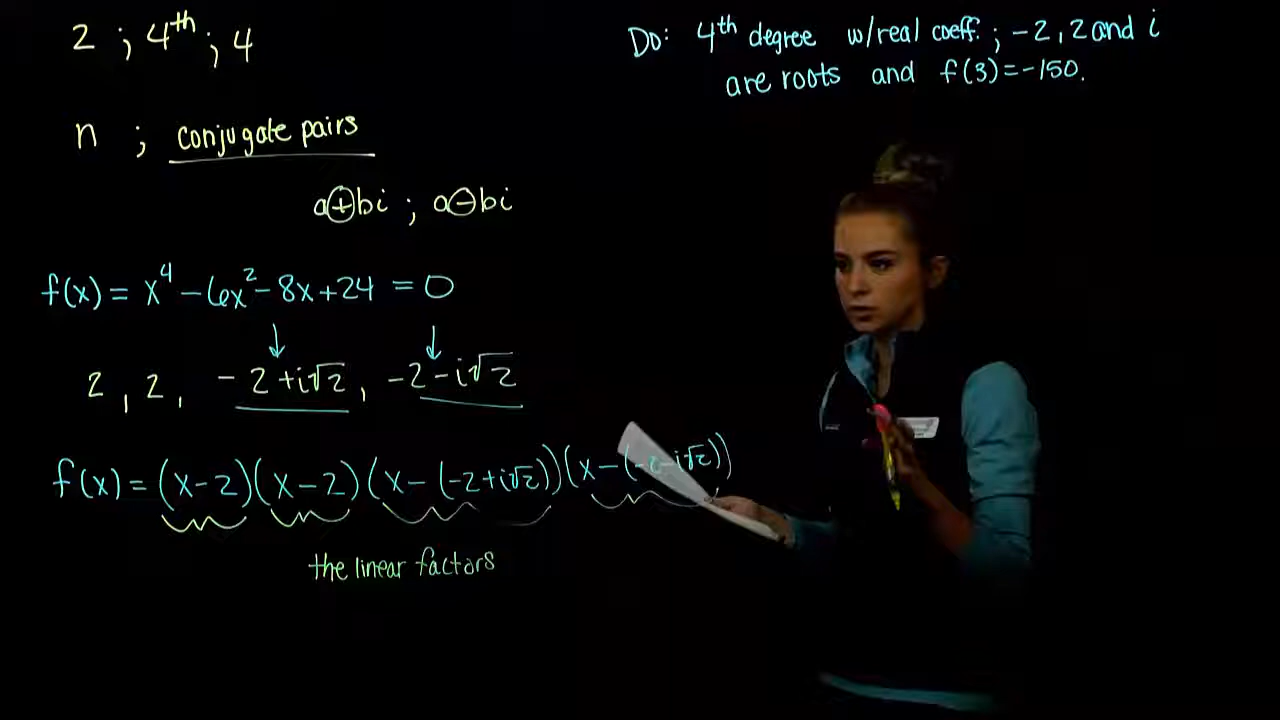 2 ; 4th ; 4
n ; conjugate pairs
a+bi ; a-bi
f(x) = x⁴ - 6x² - 8x + 24 = 0
2, 2, -2+i√2, -2-i√2
f(x) = (x-2)(x-2)(x-(-2+i√2))(x-(-2-i√2))
the linear factors
Do: 4th degree w/real coeff. ; -2, 2 and i
are roots and f(3) = -150.